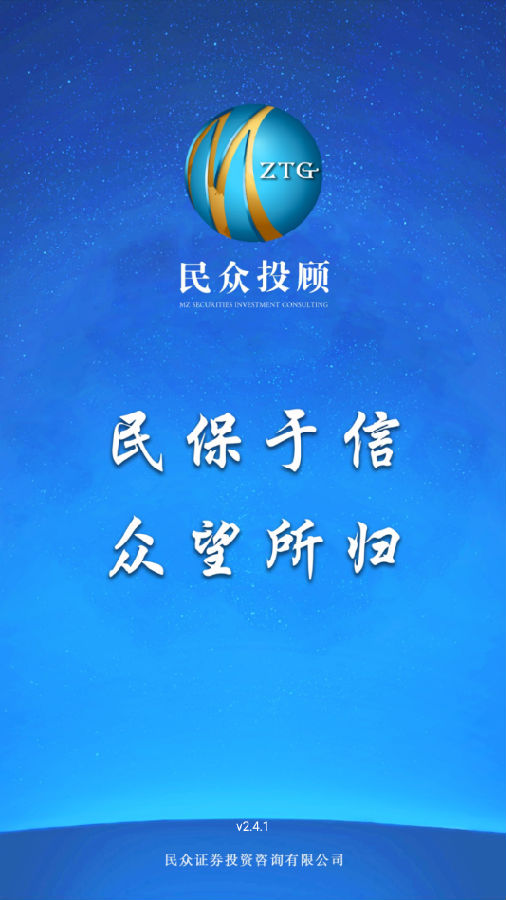 ZTG
民众投顾
MZ SECURITIES INVESTMENT CONSULTING
民保于信
众望所归
v2.4.1
民众证券投资咨询有限公司